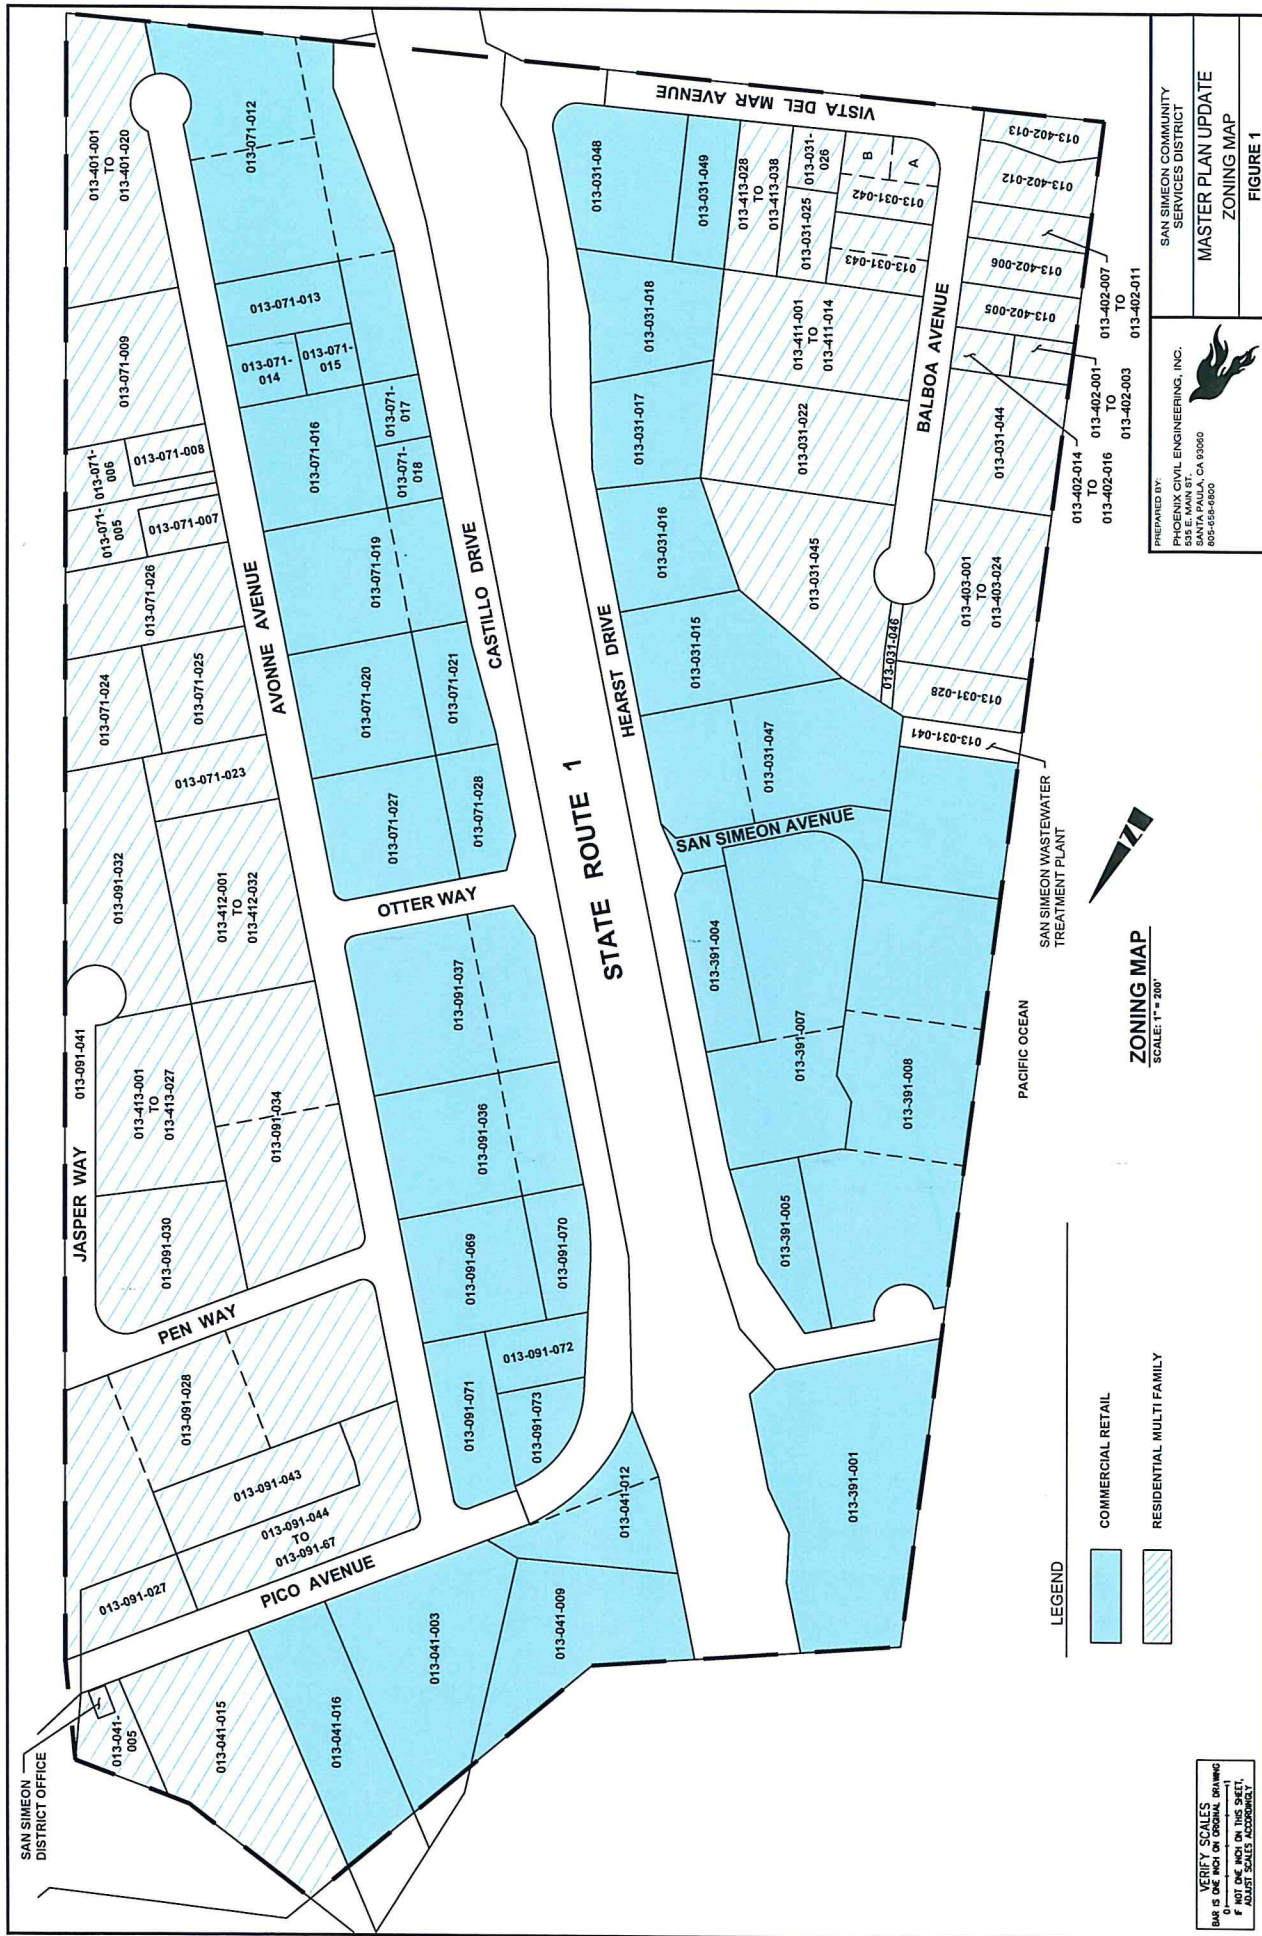 SAN SIMEON
DISTRICT OFFICE
013-041-
005
013-041-015
013-041-016
013-041-003
013-041-009
013-041-012
PICO AVENUE
013-091-027
013-091-044
TO
013-091-67
013-091-043
013-091-028
PEN WAY
JASPER WAY
013-091-041
013-091-030
013-413-001
TO
013-413-027
013-091-034
013-091-032
013-412-001
TO
013-412-032
013-071-023
013-071-024
013-071-025
013-071-026
013-071-
005
013-071-007
013-071-
006
013-071-008
013-071-009
013-401-001
TO
013-401-020
AVONNE AVENUE
013-091-071
013-091-073
013-091-072
013-091-069
013-091-070
013-091-036
013-091-037
OTTER WAY
013-071-027
013-071-028
013-071-020
013-071-021
013-071-019
013-071-016
013-071-
018
013-071-
017
013-071-
014
013-071-
015
013-071-013
013-071-012
CASTILLO DRIVE
STATE ROUTE 1
HEARST DRIVE
013-391-001
013-391-005
013-391-008
013-391-007
013-391-004
SAN SIMEON AVENUE
013-031-047
013-031-015
013-031-016
013-031-017
013-031-018
013-031-048
013-031-049
013-413-028
TO
013-413-038
013-031-
026
013-031-025
B
A
013-031-042
013-031-043
013-411-001
TO
013-411-014
013-031-022
013-031-045
013-031-046
013-031-041
013-031-028
013-403-001
TO
013-403-024
013-031-044
BALBOA AVENUE
VISTA DEL MAR AVENUE
013-402-005
013-402-006
013-402-012
013-402-013
013-402-014
TO
013-402-016
013-402-001
TO
013-402-003
013-402-007
TO
013-402-011
SAN SIMEON WASTEWATER
TREATMENT PLANT
PACIFIC OCEAN
N
ZONING MAP
SCALE: 1" = 200'
LEGEND
COMMERCIAL RETAIL
RESIDENTIAL MULTI FAMILY
VERIFY SCALES
BAR IS ONE INCH ON ORIGINAL DRAWING
0 1"
IF NOT ONE INCH ON THIS SHEET,
ADJUST SCALES ACCORDINGLY
PREPARED BY:
PHOENIX CIVIL ENGINEERING, INC.
535 E. MAIN ST.
SANTA PAULA, CA 93060
805-658-6800
SAN SIMEON COMMUNITY
SERVICES DISTRICT
MASTER PLAN UPDATE
ZONING MAP
FIGURE 1